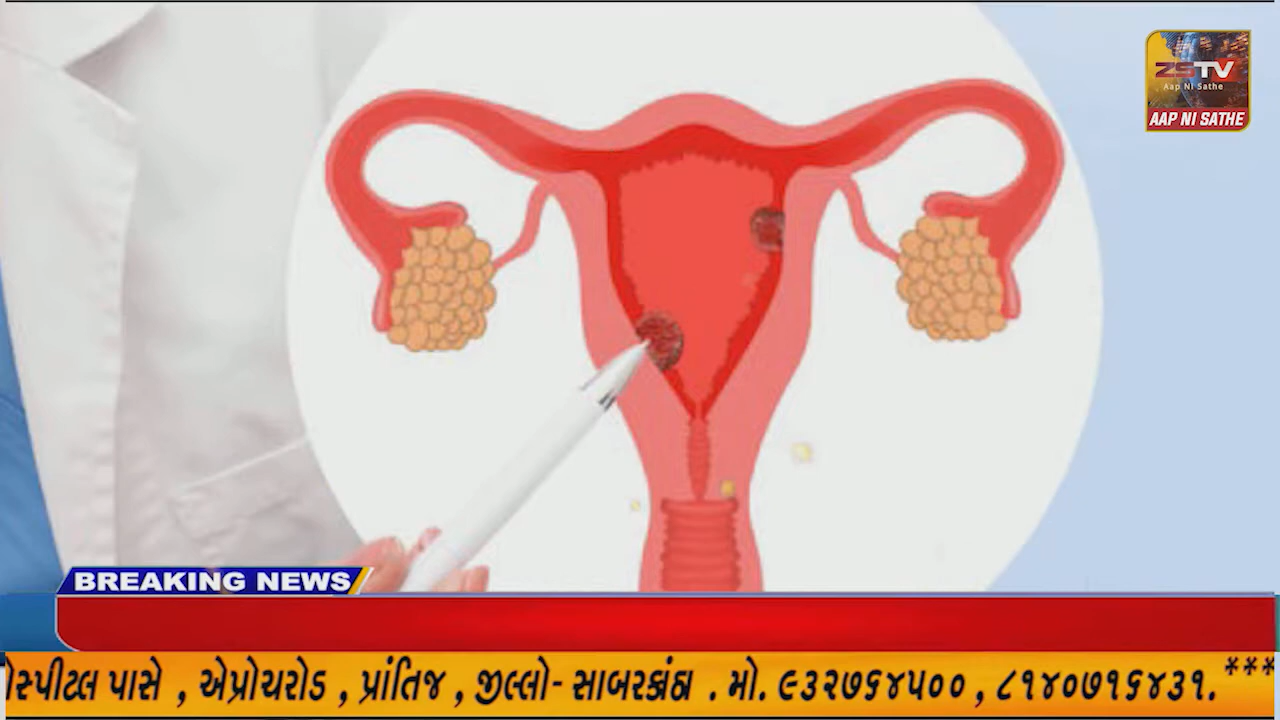 ZSTV
Aap Ni Sathe
AAP NI SATHE
BREAKING NEWS
ોસ્પીટલ પાસે , એપ્રોચરોડ , પ્રાંતિજ , જીલ્લો- સાબરકાંઠા . મો. ૯૩૨૭૬૪૫૦૦ , ૮૧૪૦૭૧૬૪૩૧. ***